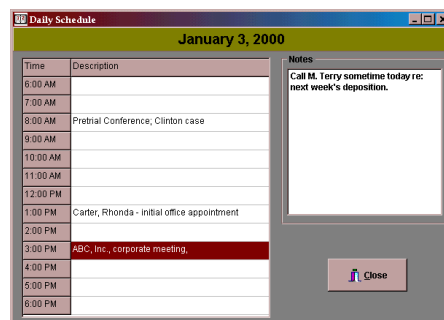 Daily Schedule
January 3, 2000
Time Description
6:00 AM
7:00 AM
8:00 AM Pretrial Conference; Clinton case
9:00 AM
10:00 AM
11:00 AM
12:00 PM
1:00 PM Carter, Rhonda - initial office appointment
2:00 PM
3:00 PM ABC, Inc., corporate meeting,
4:00 PM
5:00 PM
6:00 PM
Notes
Call M. Terry sometime today re:
next week's deposition.
Close